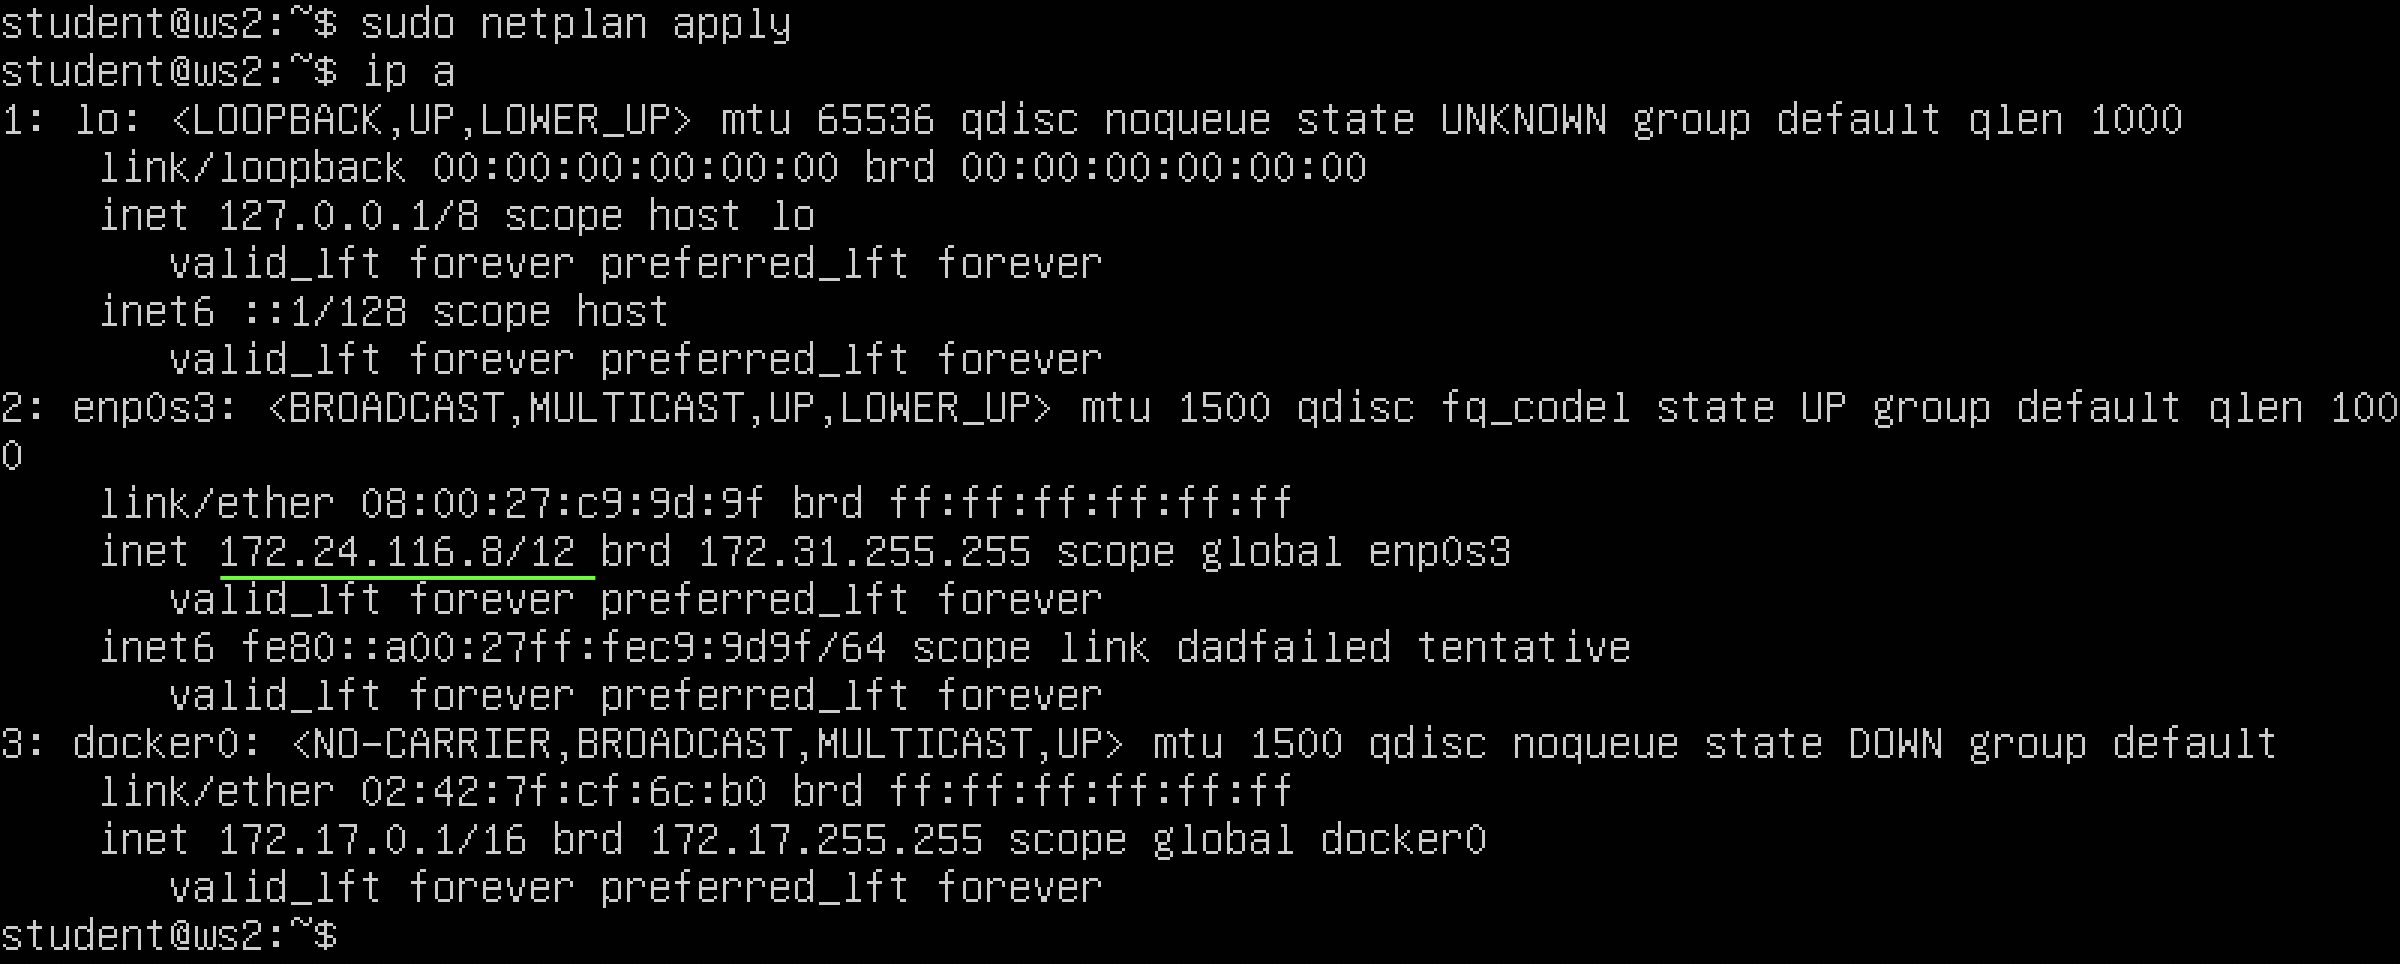 student@ws2:~$ sudo netplan apply
student@ws2:~$ ip a
1: lo: <LOOPBACK,UP,LOWER_UP> mtu 65536 qdisc noqueue state UNKNOWN group default qlen 1000
    link/loopback 00:00:00:00:00:00 brd 00:00:00:00:00:00
    inet 127.0.0.1/8 scope host lo
       valid_lft forever preferred_lft forever
    inet6 ::1/128 scope host
       valid_lft forever preferred_lft forever
2: enp0s3: <BROADCAST,MULTICAST,UP,LOWER_UP> mtu 1500 qdisc fq_codel state UP group default qlen 100
0
    link/ether 08:00:27:c9:9d:9f brd ff:ff:ff:ff:ff:ff
    inet 172.24.116.8/12 brd 172.31.255.255 scope global enp0s3
       valid_lft forever preferred_lft forever
    inet6 fe80::a00:27ff:fec9:9d9f/64 scope link dadfailed tentative
       valid_lft forever preferred_lft forever
3: docker0: <NO-CARRIER,BROADCAST,MULTICAST,UP> mtu 1500 qdisc noqueue state DOWN group default
    link/ether 02:42:7f:cf:6c:b0 brd ff:ff:ff:ff:ff:ff
    inet 172.17.0.1/16 brd 172.17.255.255 scope global docker0
       valid_lft forever preferred_lft forever
student@ws2:~$